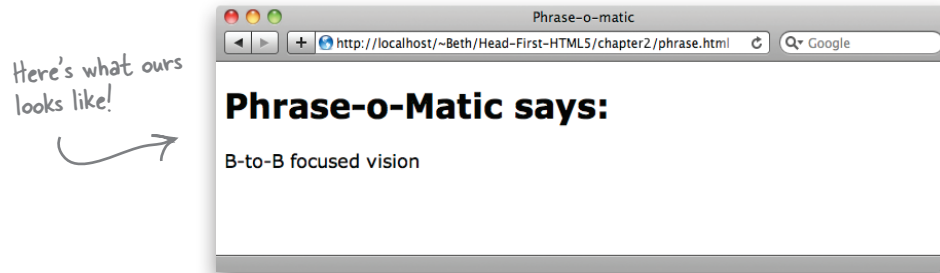 Phrase-o-matic
http://localhost/~Beth/Head-First-HTML5/chapter2/phrase.html
Google
Here's what ours
looks like!
Phrase-o-Matic says:
B-to-B focused vision